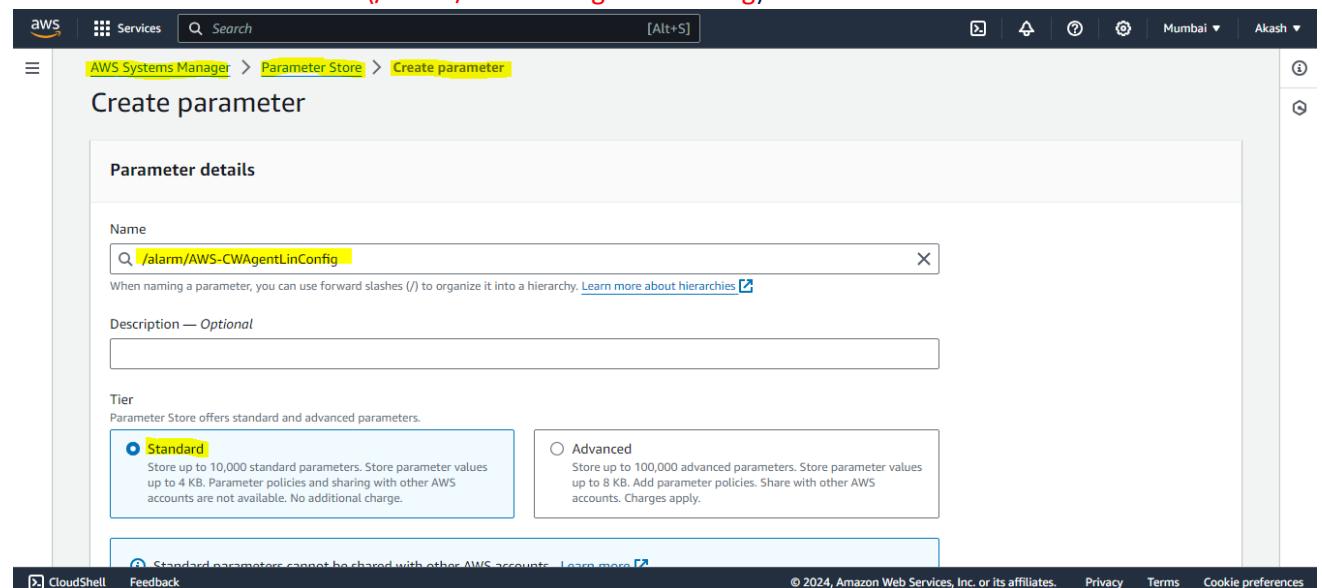 aws
Services
Search
[Alt+S]
Mumbai ▼
Akash ▼
AWS Systems Manager > Parameter Store > Create parameter
Create parameter
Parameter details
Name
/alarm/AWS-CWAgentLinConfig
When naming a parameter, you can use forward slashes (/) to organize it into a hierarchy. Learn more about hierarchies
Description — Optional
Tier
Parameter Store offers standard and advanced parameters.
Standard
Store up to 10,000 standard parameters. Store parameter values
up to 4 KB. Parameter policies and sharing with other AWS
accounts are not available. No additional charge.
Advanced
Store up to 100,000 advanced parameters. Store parameter values
up to 8 KB. Add parameter policies. Share with other AWS
accounts. Charges apply.
Standard parameters cannot be shared with other AWS accounts. Learn more
CloudShell
Feedback
© 2024, Amazon Web Services, Inc. or its affiliates.
Privacy
Terms
Cookie preferences